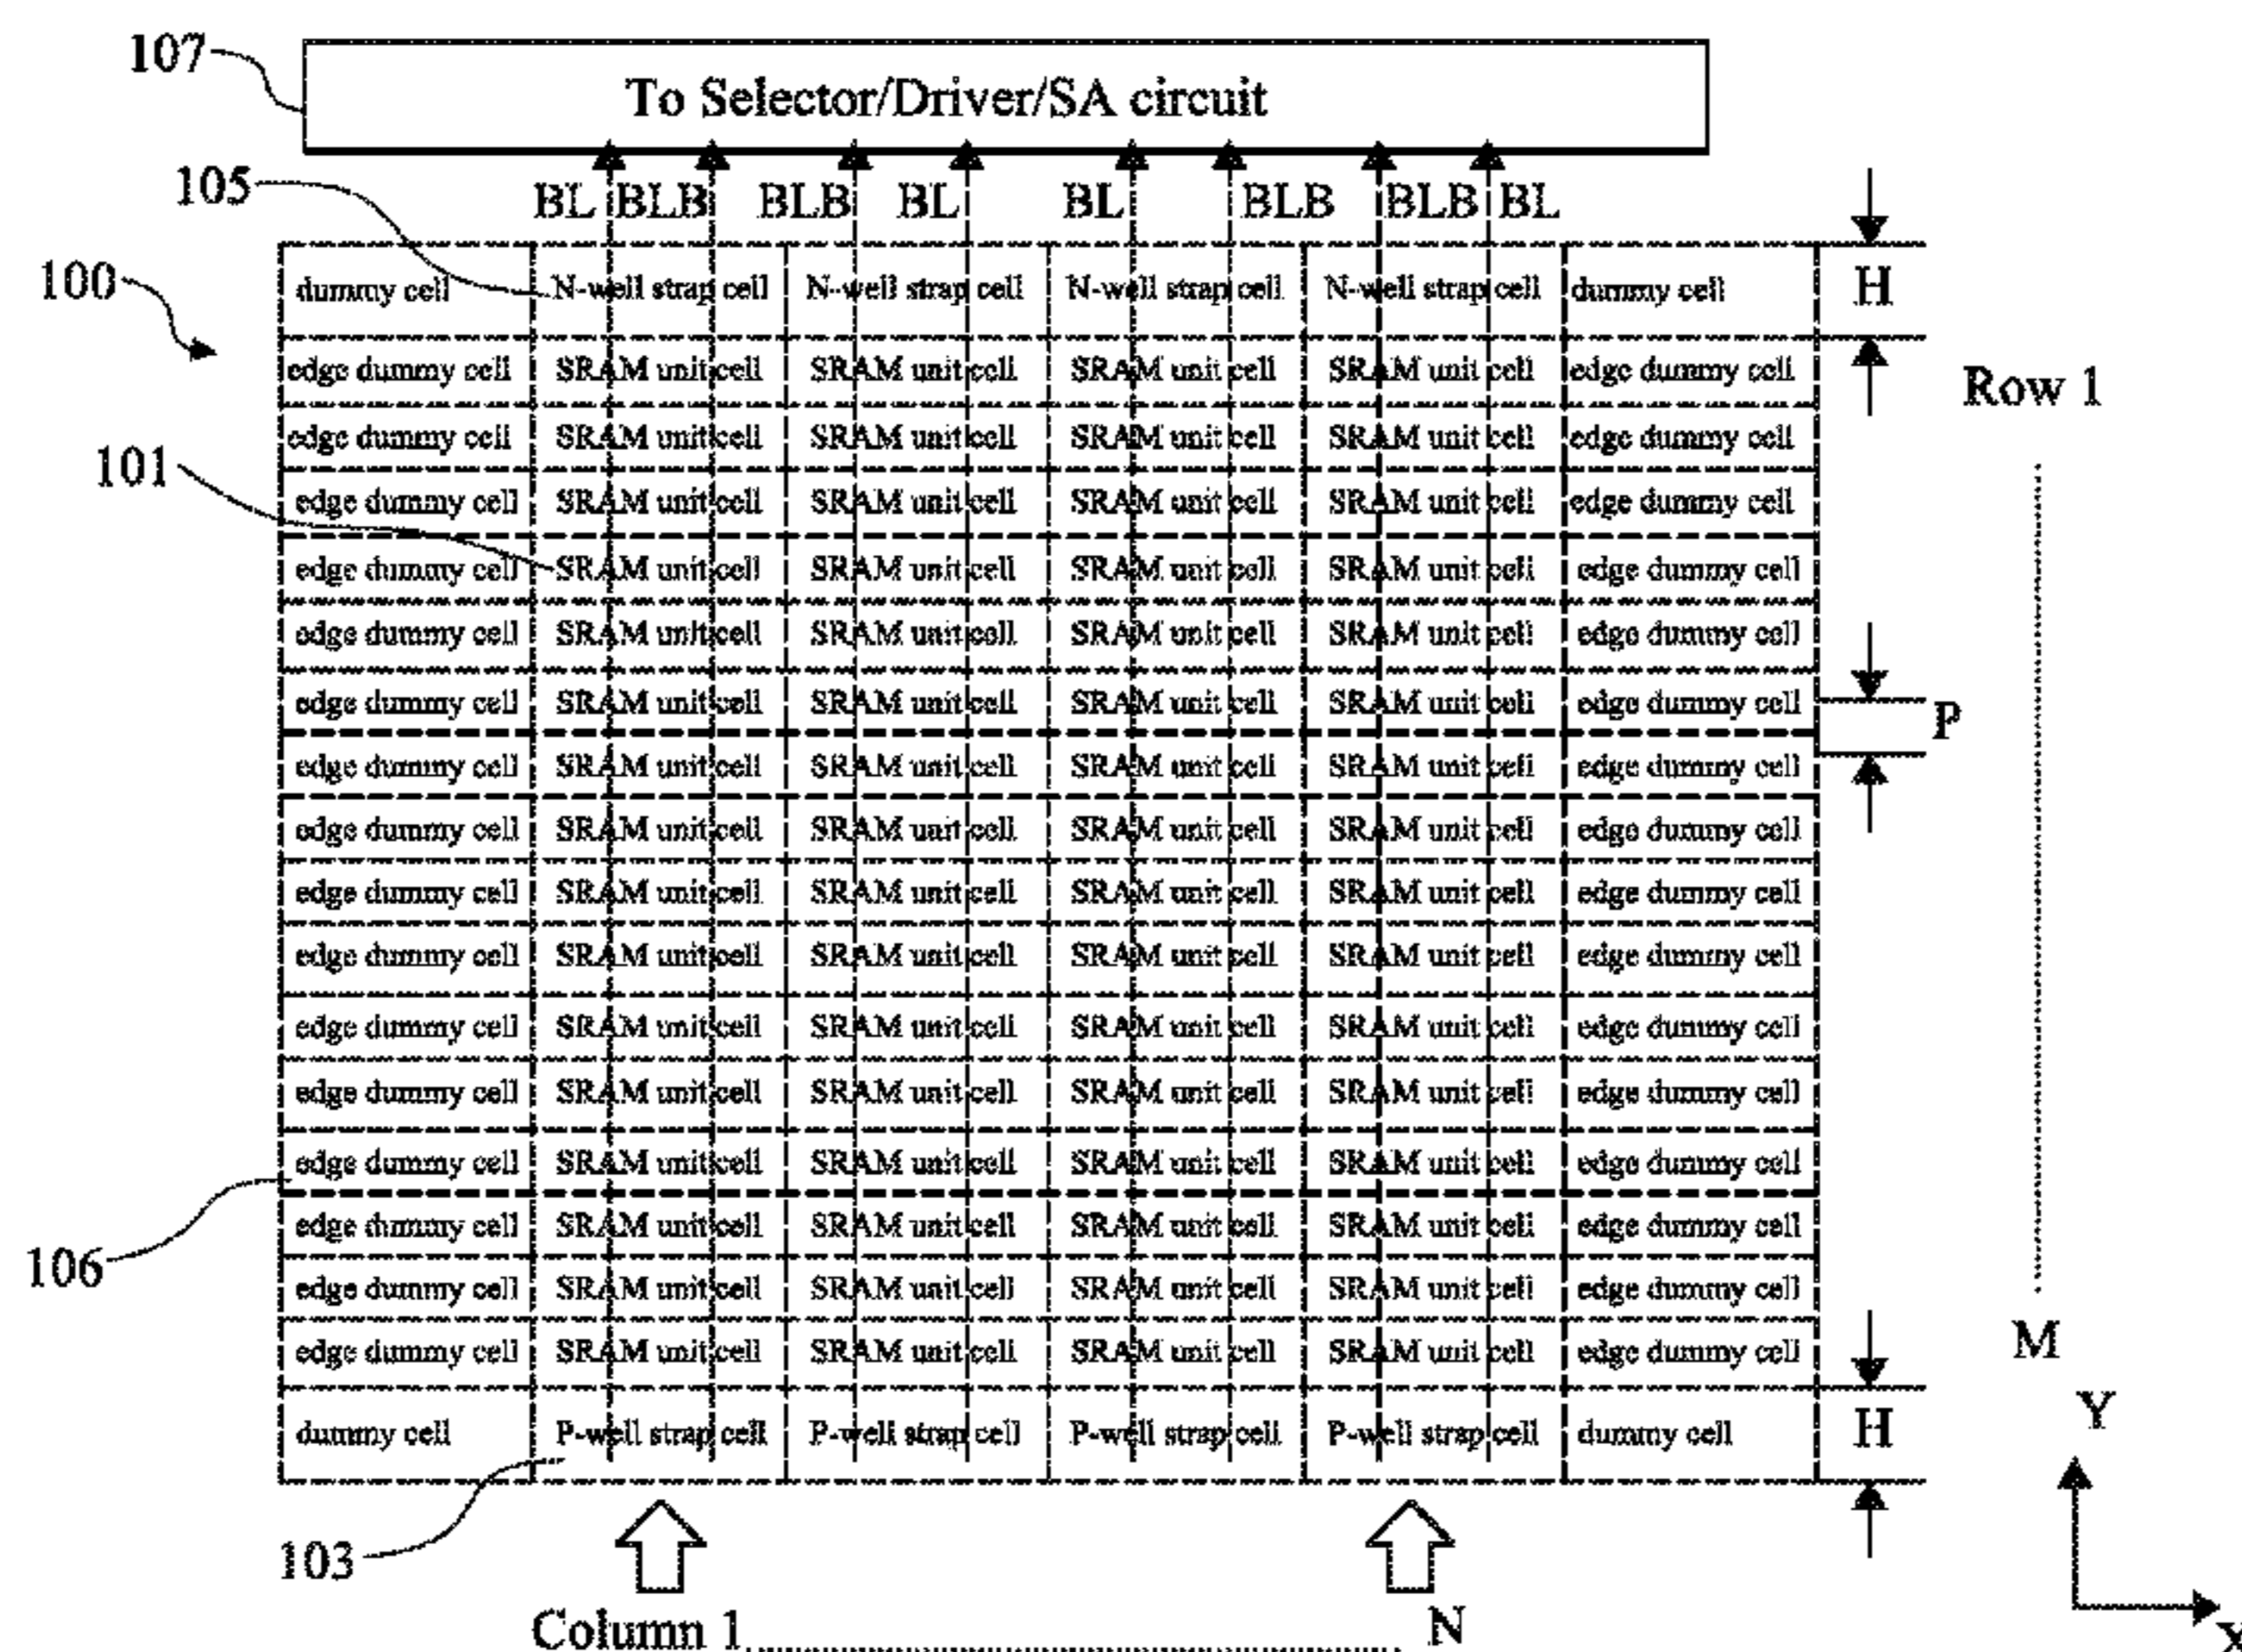 107
To Selector/Driver/SA circuit
105
BL BLB BLB BL BL BLB BLB BL
100
dummy cell N-well strap cell N-well strap cell N-well strap cell N-well strap cell dummy cell H
edge dummy cell SRAM unit cell SRAM unit cell SRAM unit cell SRAM unit cell edge dummy cell Row 1
edge dummy cell SRAM unit cell SRAM unit cell SRAM unit cell SRAM unit cell edge dummy cell
101
edge dummy cell SRAM unit cell SRAM unit cell SRAM unit cell SRAM unit cell edge dummy cell
edge dummy cell SRAM unit cell SRAM unit cell SRAM unit cell SRAM unit cell edge dummy cell
edge dummy cell SRAM unit cell SRAM unit cell SRAM unit cell SRAM unit cell edge dummy cell
edge dummy cell SRAM unit cell SRAM unit cell SRAM unit cell SRAM unit cell edge dummy cell P
edge dummy cell SRAM unit cell SRAM unit cell SRAM unit cell SRAM unit cell edge dummy cell
edge dummy cell SRAM unit cell SRAM unit cell SRAM unit cell SRAM unit cell edge dummy cell
edge dummy cell SRAM unit cell SRAM unit cell SRAM unit cell SRAM unit cell edge dummy cell
edge dummy cell SRAM unit cell SRAM unit cell SRAM unit cell SRAM unit cell edge dummy cell
edge dummy cell SRAM unit cell SRAM unit cell SRAM unit cell SRAM unit cell edge dummy cell
edge dummy cell SRAM unit cell SRAM unit cell SRAM unit cell SRAM unit cell edge dummy cell
edge dummy cell SRAM unit cell SRAM unit cell SRAM unit cell SRAM unit cell edge dummy cell
edge dummy cell SRAM unit cell SRAM unit cell SRAM unit cell SRAM unit cell edge dummy cell
106
edge dummy cell SRAM unit cell SRAM unit cell SRAM unit cell SRAM unit cell edge dummy cell
edge dummy cell SRAM unit cell SRAM unit cell SRAM unit cell SRAM unit cell edge dummy cell M
dummy cell P-well strap cell P-well strap cell P-well strap cell P-well strap cell dummy cell H Y
103
Column 1 N X